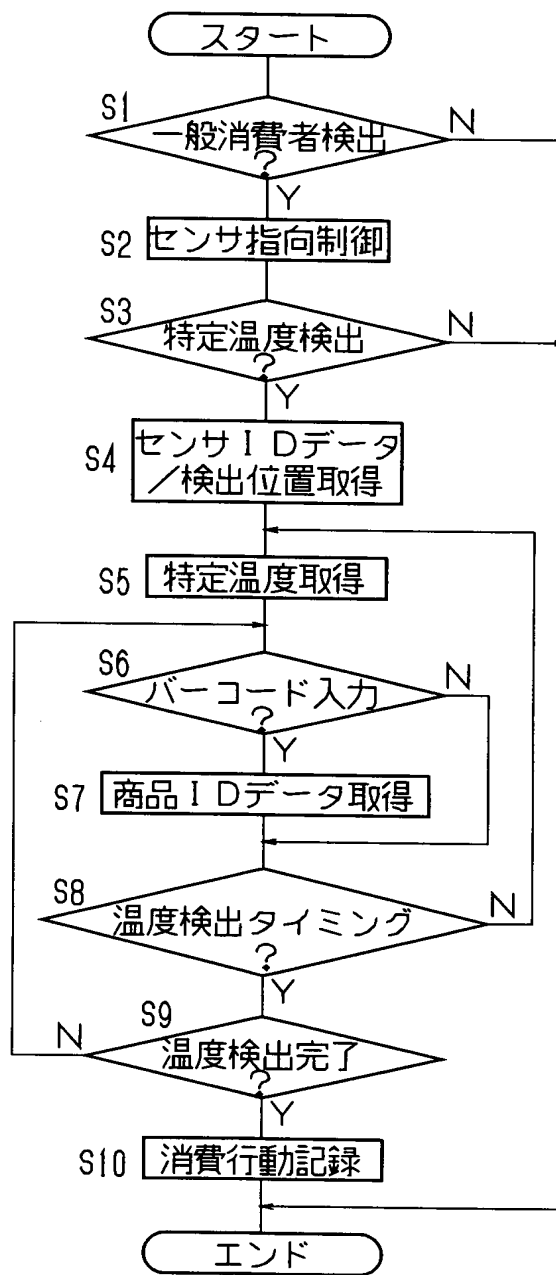 スタート
S1
一般消費者検出
?
N
Y
S2
センサ指向制御
S3
特定温度検出
?
N
Y
S4
センサIDデータ
／検出位置取得
S5
特定温度取得
S6
バーコード入力
?
N
Y
S7
商品IDデータ取得
S8
温度検出タイミング
?
N
Y
S9
N
温度検出完了
?
Y
S10
消費行動記録
エンド